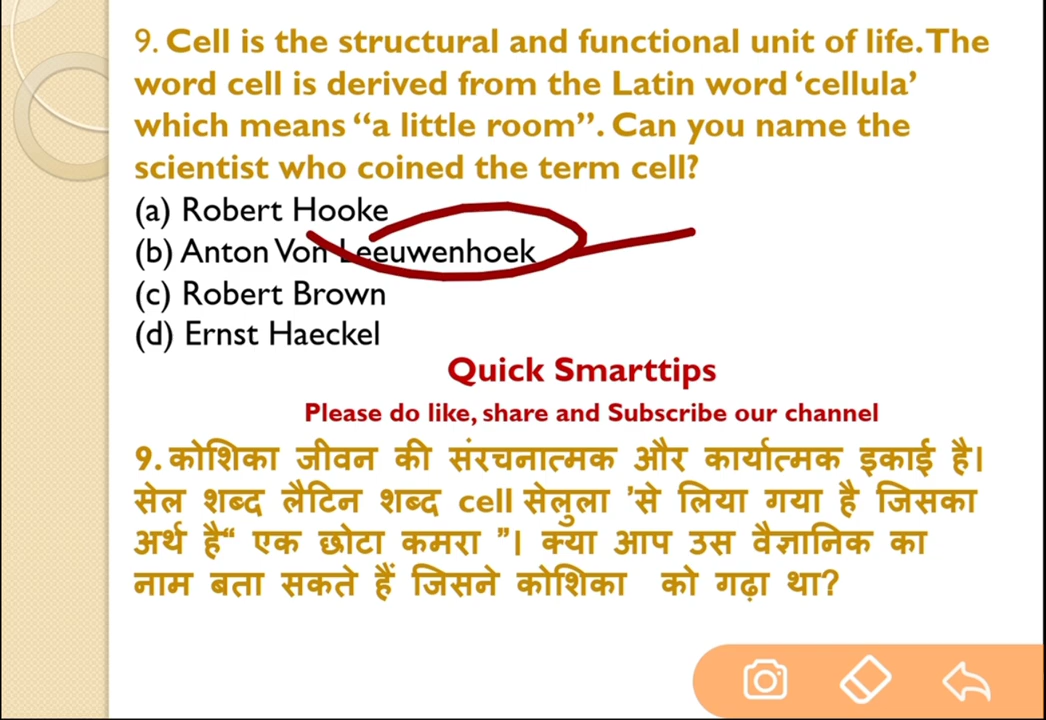 9. Cell is the structural and functional unit of life. The
word cell is derived from the Latin word ‘cellula’
which means “a little room”. Can you name the
scientist who coined the term cell?
(a) Robert Hooke
(b) Anton Von Leeuwenhoek
(c) Robert Brown
(d) Ernst Haeckel
Quick Smarttips
Please do like, share and Subscribe our channel
9. कोशिका जीवन की संरचनात्मक और कार्यात्मक इकाई है।
सेल शब्द लैटिन शब्द cell सेलुला 'से लिया गया है जिसका
अर्थ है“ एक छोटा कमरा ”। क्या आप उस वैज्ञानिक का
नाम बता सकते हैं जिसने कोशिका को गढ़ा था?